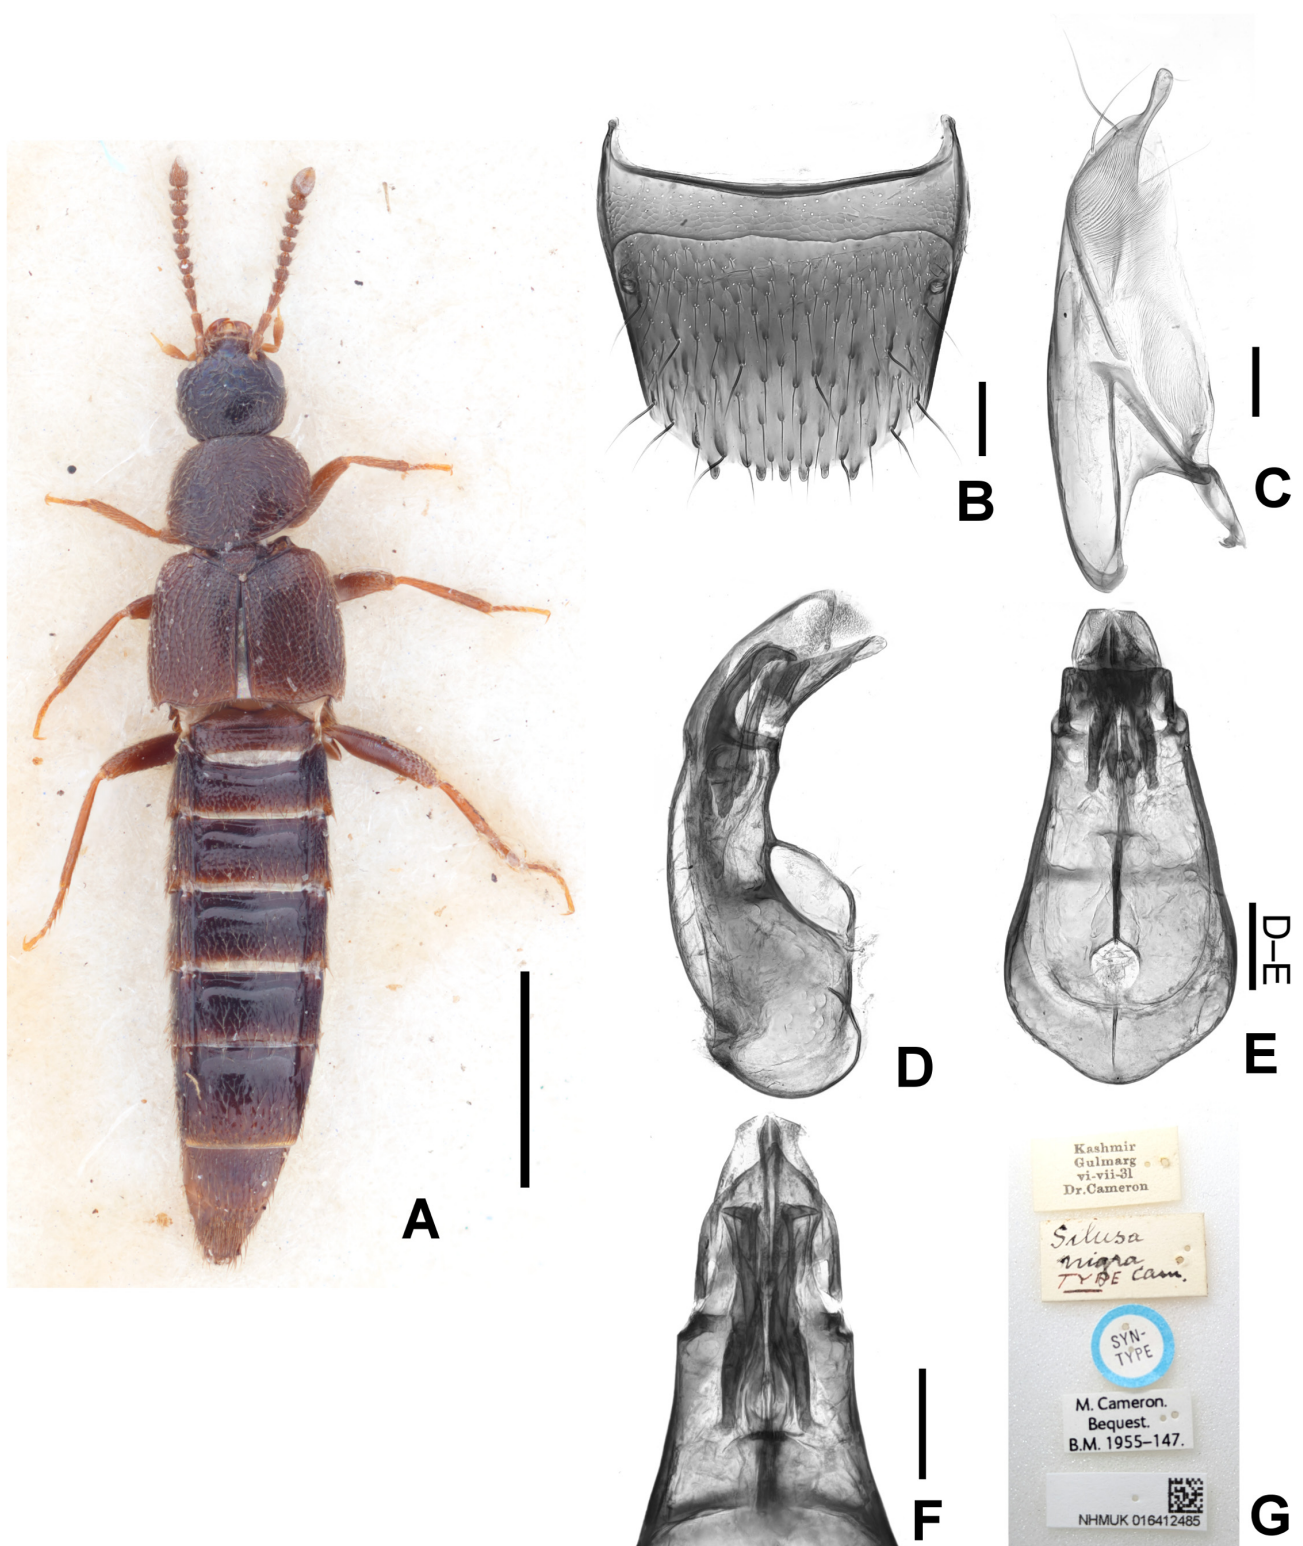 A
B
C
D
D–E
E
F
Kashmir
Gulmarg
vi-vii-31
Dr. Cameron
Silusa
nigra
TYPE Cam.
SYN-
TYPE
M. Cameron.
Bequest.
B.M. 1955–147.
NHMUK 016412485
G